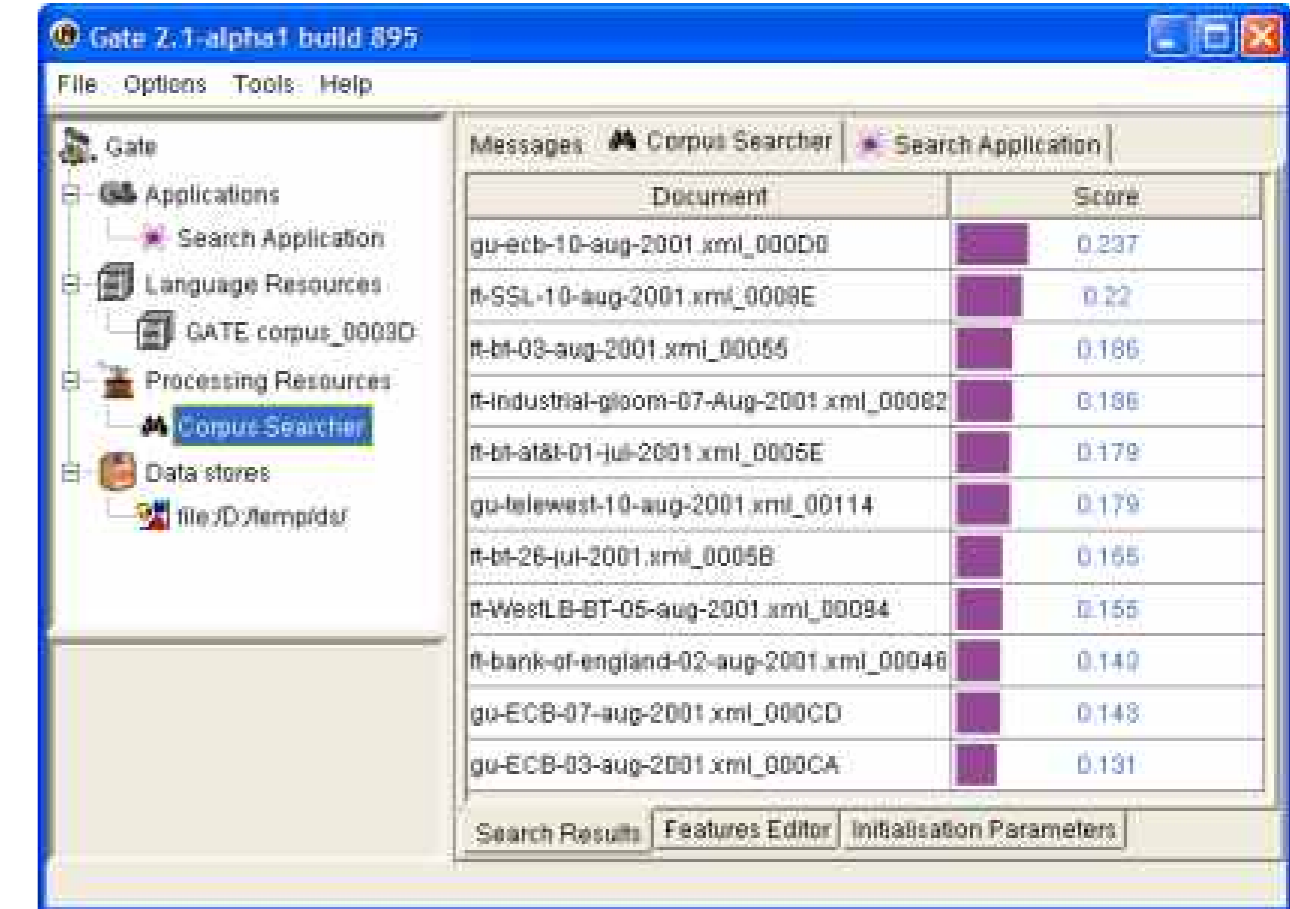 Gate 2.1-alpha1 build 895
File Options Tools Help
Gate
Applications
Search Application
Language Resources
GATE corpus_0003D
Processing Resources
Corpus Searcher
Data stores
file:/D:/temp/ds/
Messages Corpus Searcher Search Application
Document Score
gu-ecb-10-aug-2001.xml_000D0 0.237
ft-SSL-10-aug-2001.xml_0009E 0.22
ft-bt-03-aug-2001.xml_00055 0.186
ft-industrial-gloom-07-Aug-2001.xml_00082 0.186
ft-bt-at&t-01-jul-2001.xml_0005E 0.179
gu-telewest-10-aug-2001.xml_00114 0.179
ft-bt-26-jul-2001.xml_0005B
ft-WestLB-BT-05-aug-2001.xml_00094 0.155
ft-bank-of-england-02-aug-2001.xml_00046
gu-ECB-07-aug-2001.xml_000CD 0.143
gu-ECB-03-aug-2001.xml_000CA 0.131
Search Results Features Editor Initialisation Parameters